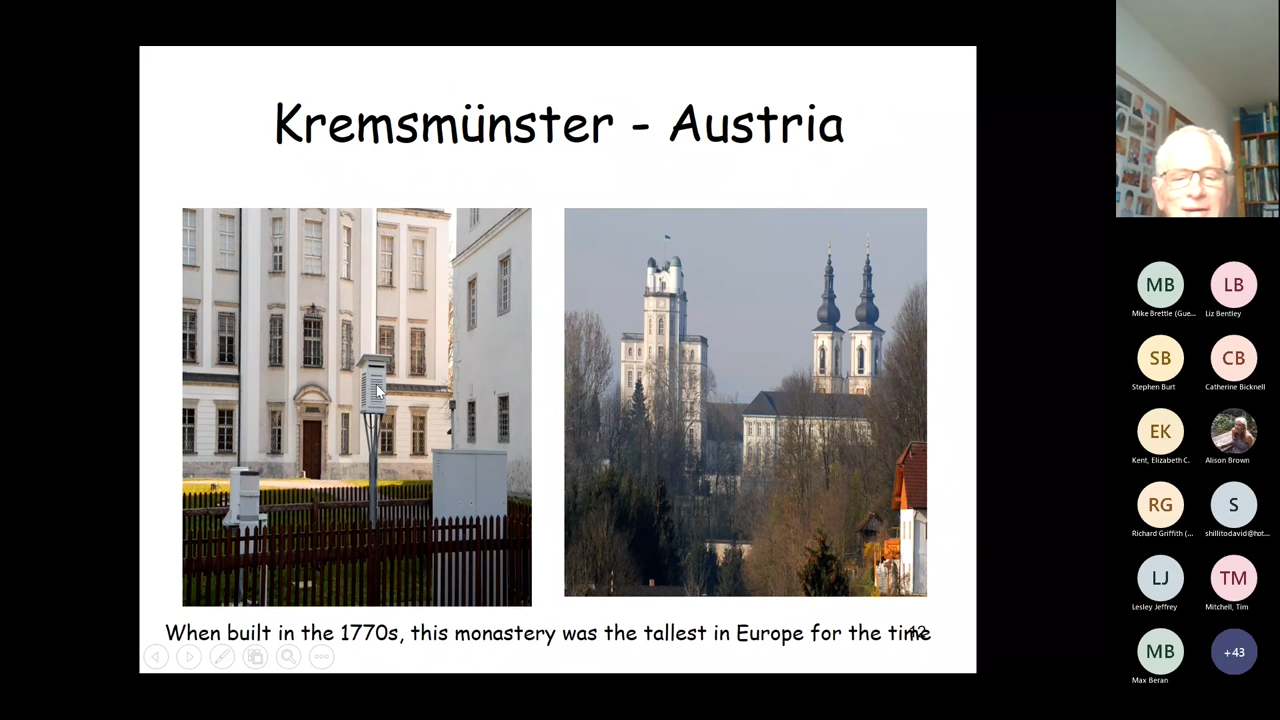 Kremsmünster - Austria
When built in the 1770s, this monastery was the tallest in Europe for the time
12
MB
LB
Mike Brettle (Gue...
Liz Bentley
SB
CB
Stephen Burt
Catherine Bicknell
EK
Kent, Elizabeth C.
Alison Brown
RG
S
Richard Griffith (...
shillitodavid@hot...
LJ
TM
Lesley Jeffrey
Mitchell, Tim
MB
+43
Max Beran